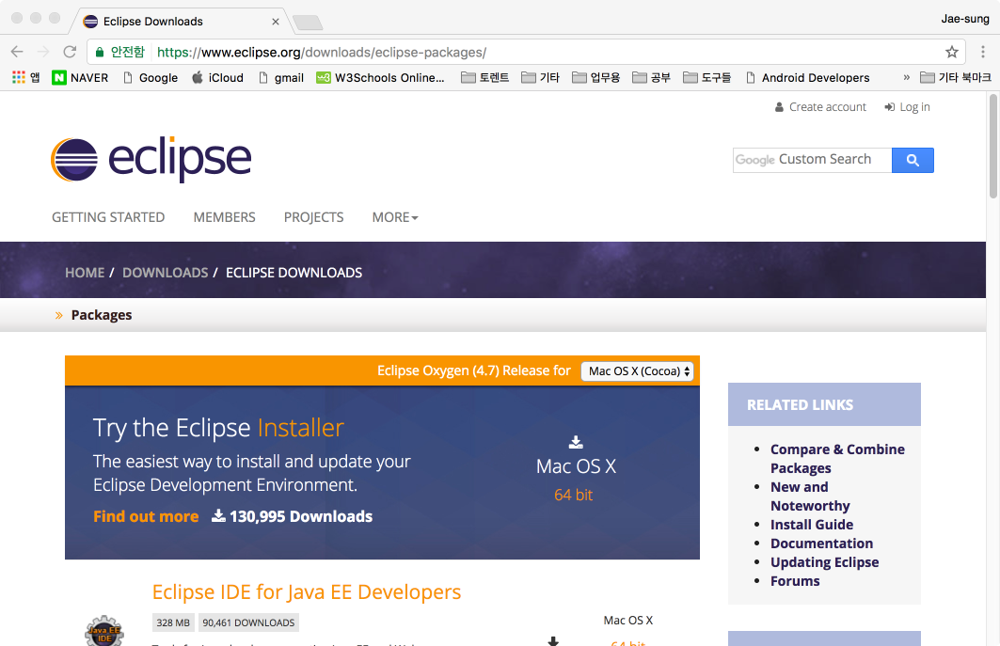 Eclipse Downloads
Jae-sung
안전함 https://www.eclipse.org/downloads/eclipse-packages/
앱 NAVER Google iCloud gmail W3Schools Online... 토렌트 기타 업무용 공부 도구들 Android Developers » 기타 북마크
Create account Log in
eclipse
Google Custom Search
GETTING STARTED MEMBERS PROJECTS MORE
HOME / DOWNLOADS / ECLIPSE DOWNLOADS
» Packages
Eclipse Oxygen (4.7) Release for Mac OS X (Cocoa)
Try the Eclipse Installer
The easiest way to install and update your
Eclipse Development Environment.
Find out more 130,995 Downloads
Mac OS X
64 bit
RELATED LINKS
Compare & Combine
Packages
New and
Noteworthy
Install Guide
Documentation
Updating Eclipse
Forums
Eclipse IDE for Java EE Developers
328 MB 90,461 DOWNLOADS
Java EE
IDE
Mac OS X
64 bit